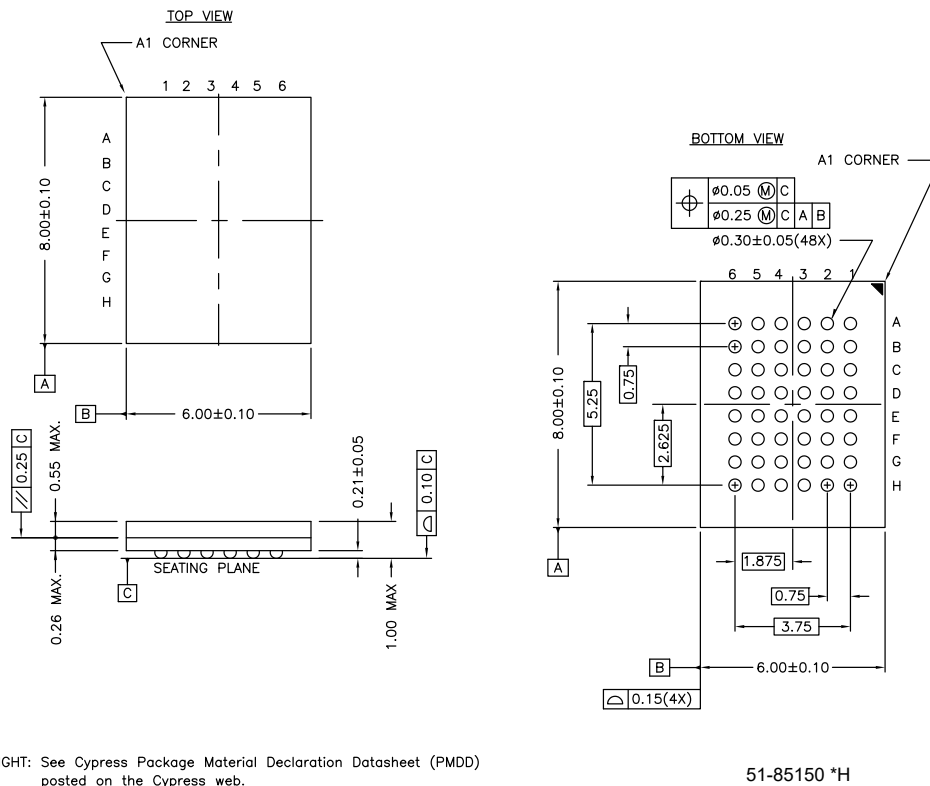 TOP VIEW
A1 CORNER
1 2 3 4 5 6
A
B
C
D
E
F
G
H
8.00±0.10
A
B
6.00±0.10
// 0.25 C
0.55 MAX.
0.21±0.05
⌓ 0.10 C
SEATING PLANE
C
0.26 MAX.
1.00 MAX
BOTTOM VIEW
A1 CORNER
⌖ ø0.05 Ⓜ C
ø0.25 Ⓜ C A B
ø0.30±0.05(48X)
6 5 4 3 2 1
A
B
C
D
E
F
G
H
8.00±0.10
5.25
0.75
2.625
A
1.875
0.75
3.75
B
6.00±0.10
⌓ 0.15(4X)
GHT: See Cypress Package Material Declaration Datasheet (PMDD)
posted on the Cypress web.
51-85150 *H